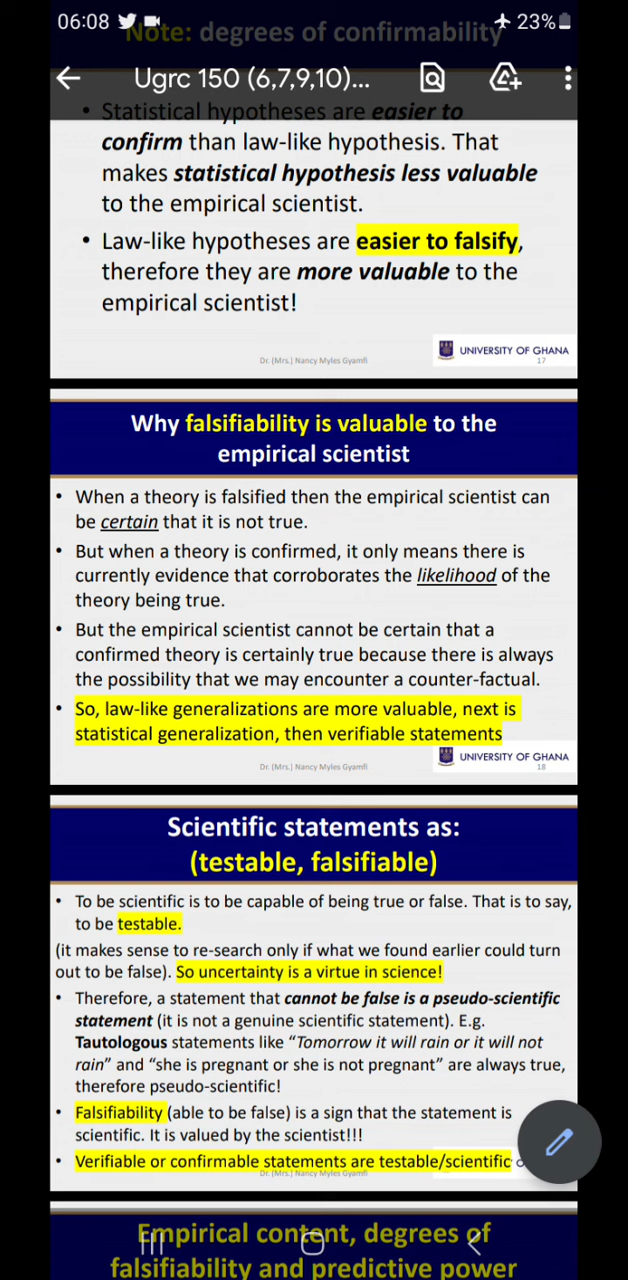 06:08
23%
Note: degrees of confirmability
Ugrc 150 (6,7,9,10)...
• Statistical hypotheses are easier to
confirm than law-like hypothesis. That
makes statistical hypothesis less valuable
to the empirical scientist.
• Law-like hypotheses are easier to falsify,
therefore they are more valuable to the
empirical scientist!
UNIVERSITY OF GHANA
Dr. (Mrs.) Nancy Myles Gyamfi
17
Why falsifiability is valuable to the
empirical scientist
• When a theory is falsified then the empirical scientist can
be certain that it is not true.
• But when a theory is confirmed, it only means there is
currently evidence that corroborates the likelihood of the
theory being true.
• But the empirical scientist cannot be certain that a
confirmed theory is certainly true because there is always
the possibility that we may encounter a counter-factual.
• So, law-like generalizations are more valuable, next is
statistical generalization, then verifiable statements
UNIVERSITY OF GHANA
Dr. (Mrs.) Nancy Myles Gyamfi
18
Scientific statements as:
(testable, falsifiable)
• To be scientific is to be capable of being true or false. That is to say,
to be testable.
(it makes sense to re-search only if what we found earlier could turn
out to be false). So uncertainty is a virtue in science!
• Therefore, a statement that cannot be false is a pseudo-scientific
statement (it is not a genuine scientific statement). E.g.
Tautologous statements like “Tomorrow it will rain or it will not
rain” and “she is pregnant or she is not pregnant” are always true,
therefore pseudo-scientific!
• Falsifiability (able to be false) is a sign that the statement is
scientific. It is valued by the scientist!!!
• Verifiable or confirmable statements are testable/scientific
Dr. (Mrs.) Nancy Myles Gyamfi
Empirical content, degrees of
falsifiability and predictive power